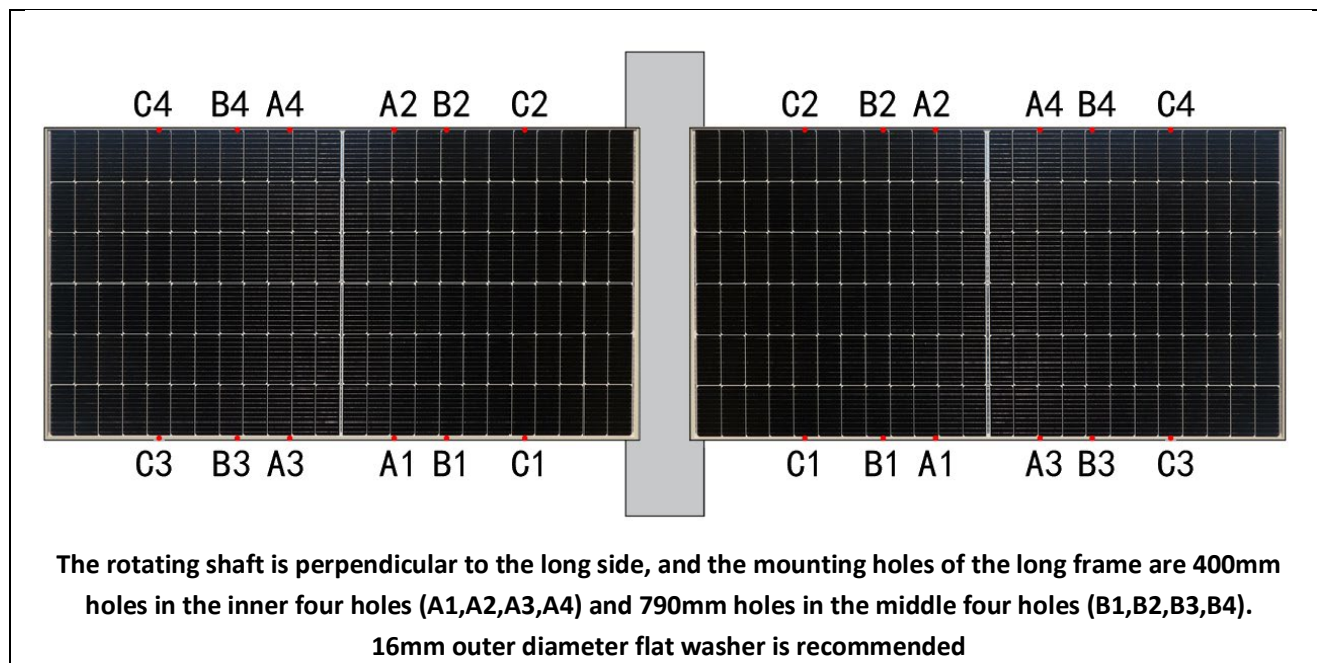 C4 B4 A4 A2 B2 C2 C2 B2 A2 A4 B4 C4
C3 B3 A3 A1 B1 C1 C1 B1 A1 A3 B3 C3
The rotating shaft is perpendicular to the long side, and the mounting holes of the long frame are 400mm
holes in the inner four holes (A1,A2,A3,A4) and 790mm holes in the middle four holes (B1,B2,B3,B4).
16mm outer diameter flat washer is recommended